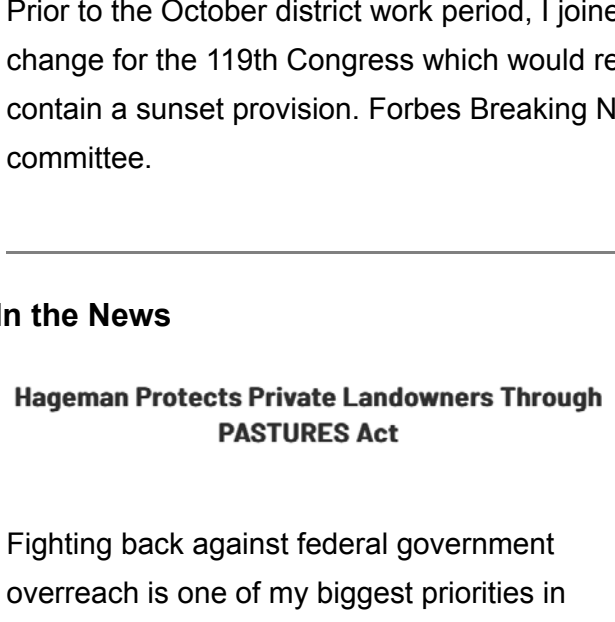 Prior to the October district work period, I joine
change for the 119th Congress which would re
contain a sunset provision. Forbes Breaking N
committee.
In the News
Hageman Protects Private Landowners Through
PASTURES Act
Fighting back against federal government
overreach is one of my biggest priorities in